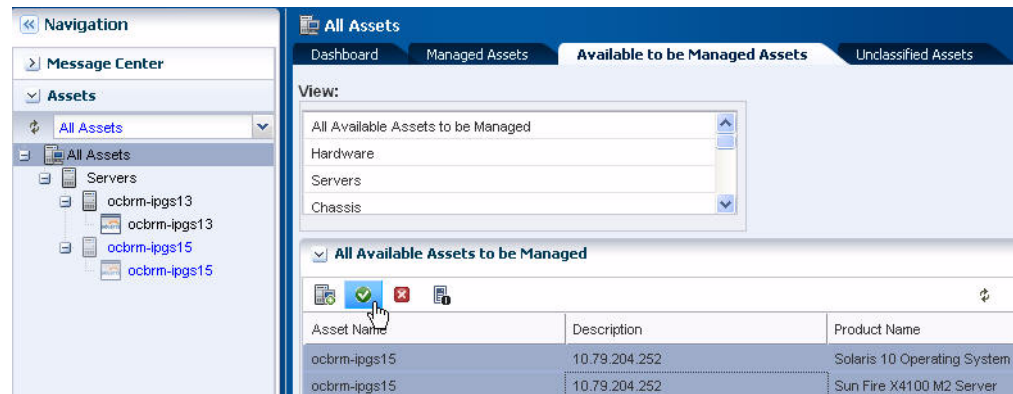 Navigation
Message Center
Assets
All Assets
All Assets
Servers
ocbrm-ipgs13
ocbrm-ipgs13
ocbrm-ipgs15
ocbrm-ipgs15
All Assets
Dashboard Managed Assets Available to be Managed Assets Unclassified Assets
View:
All Available Assets to be Managed
Hardware
Servers
Chassis
All Available Assets to be Managed
Asset Name Description Product Name
ocbrm-ipgs15 10.79.204.252 Solaris 10 Operating System
ocbrm-ipgs15 10.79.204.252 Sun Fire X4100 M2 Server